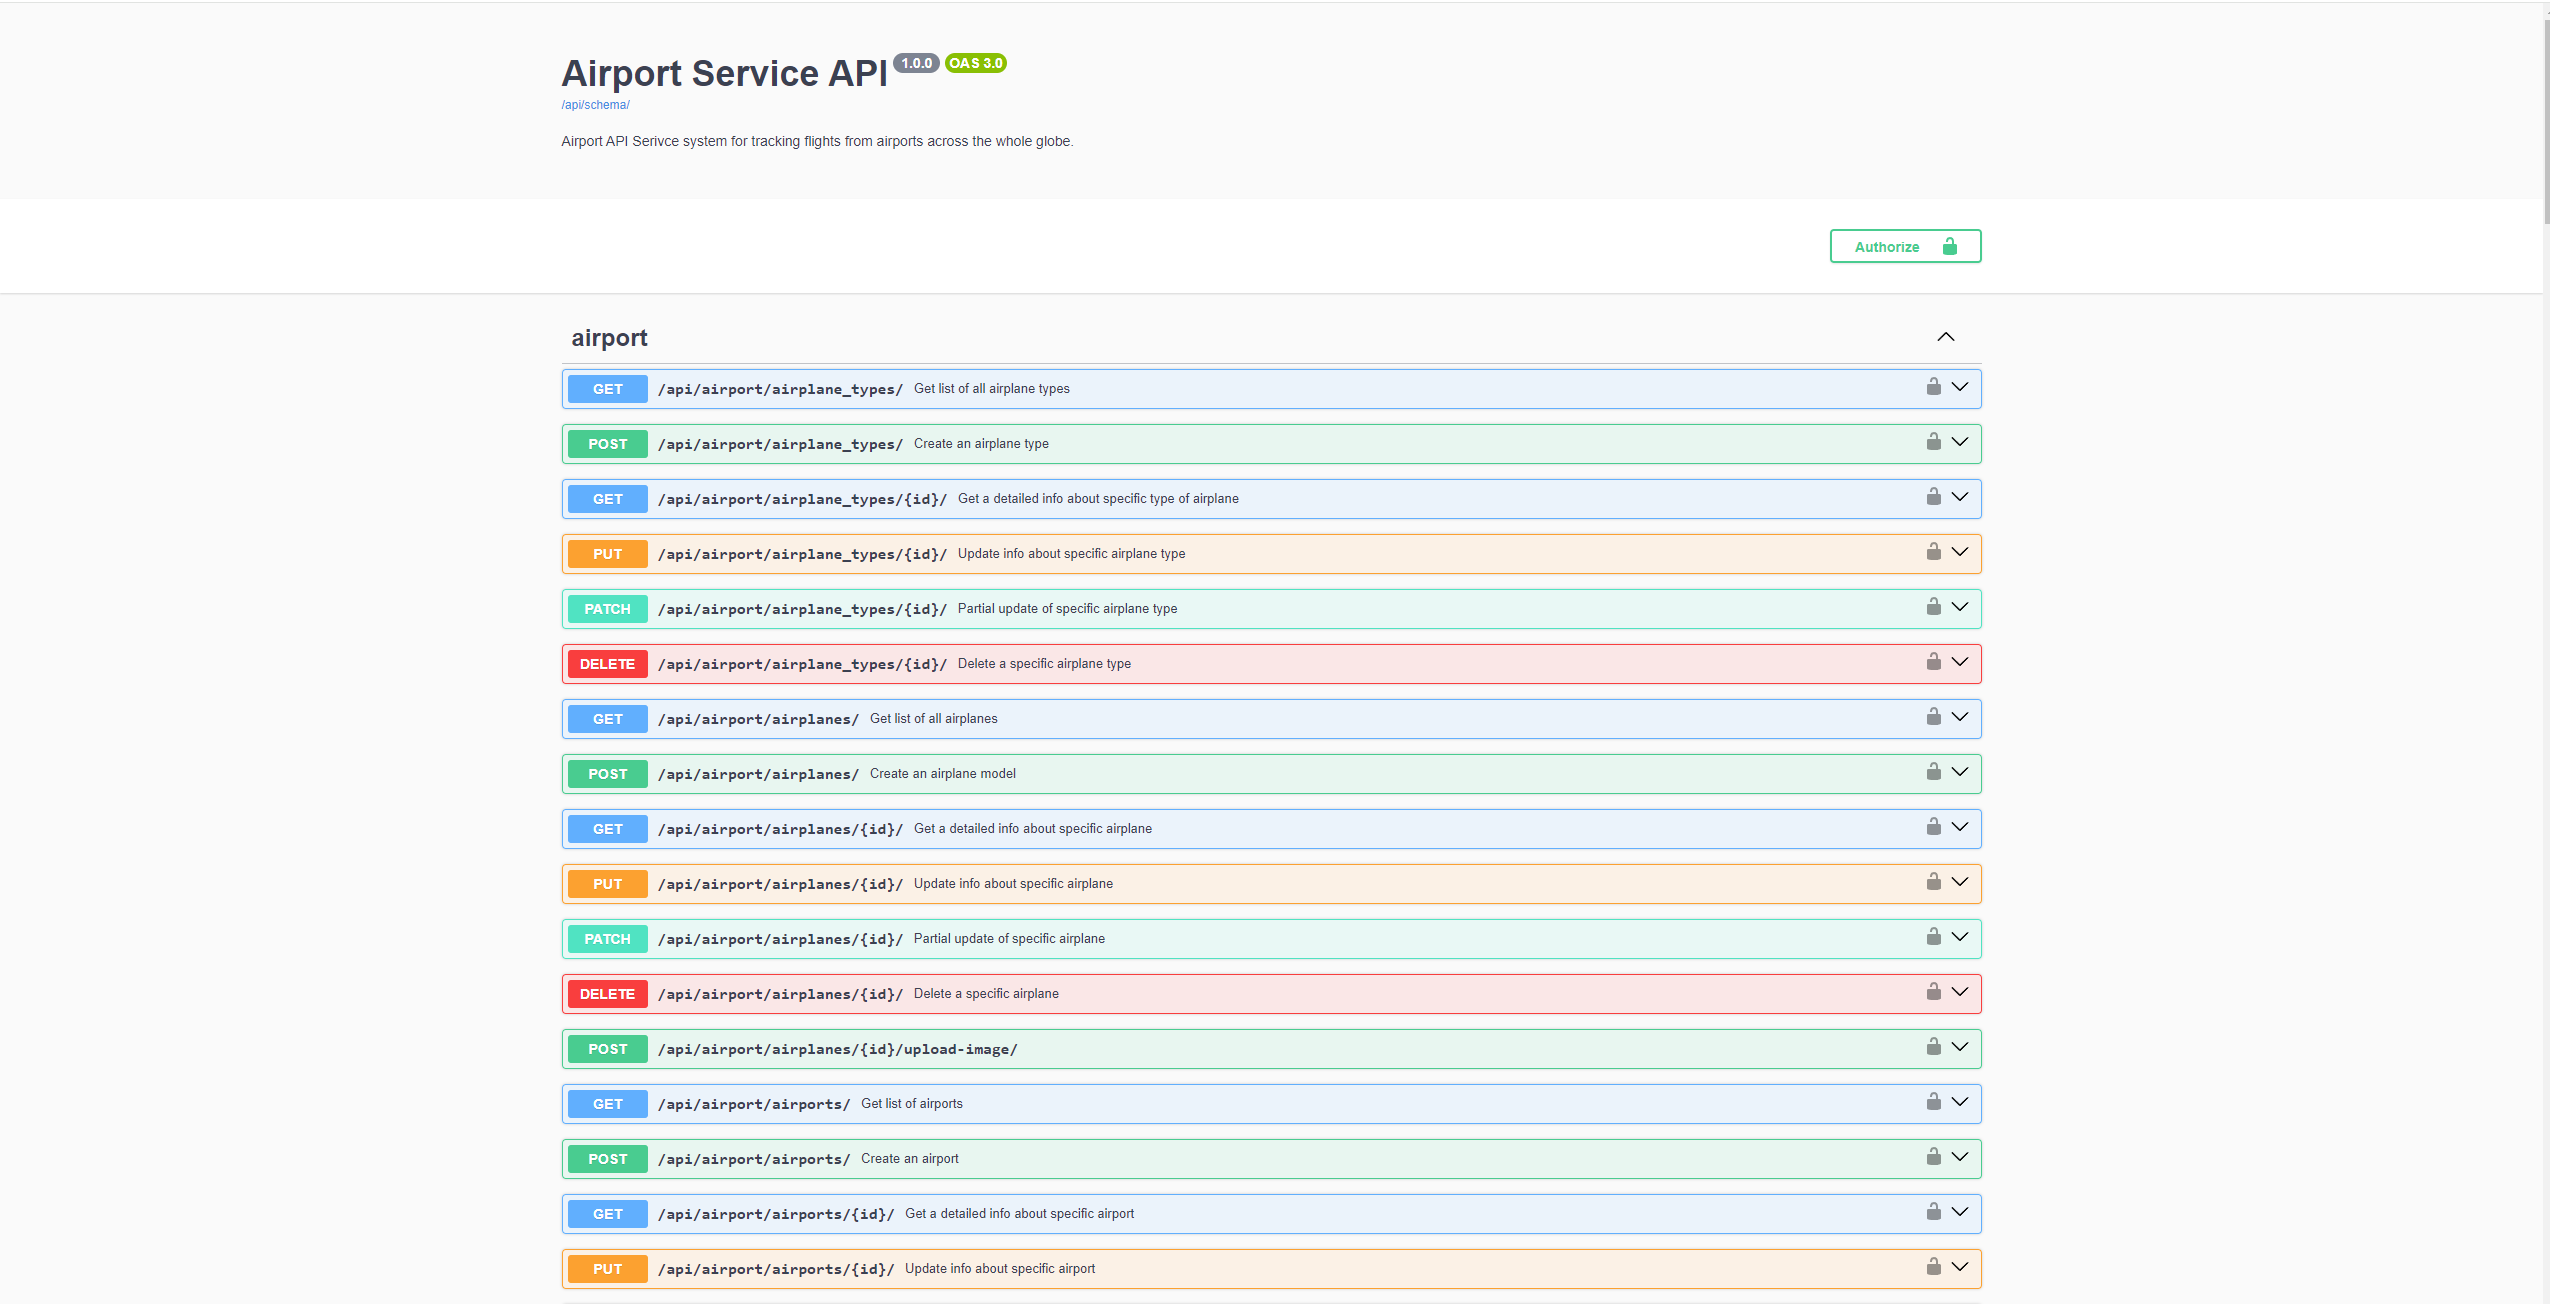 Airport Service API 1.0.0 OAS 3.0
/api/schema/
Airport API Serivce system for tracking flights from airports across the whole globe.
Authorize
airport
GET /api/airport/airplane_types/ Get list of all airplane types
POST /api/airport/airplane_types/ Create an airplane type
GET /api/airport/airplane_types/{id}/ Get a detailed info about specific type of airplane
PUT /api/airport/airplane_types/{id}/ Update info about specific airplane type
PATCH /api/airport/airplane_types/{id}/ Partial update of specific airplane type
DELETE /api/airport/airplane_types/{id}/ Delete a specific airplane type
GET /api/airport/airplanes/ Get list of all airplanes
POST /api/airport/airplanes/ Create an airplane model
GET /api/airport/airplanes/{id}/ Get a detailed info about specific airplane
PUT /api/airport/airplanes/{id}/ Update info about specific airplane
PATCH /api/airport/airplanes/{id}/ Partial update of specific airplane
DELETE /api/airport/airplanes/{id}/ Delete a specific airplane
POST /api/airport/airplanes/{id}/upload-image/
GET /api/airport/airports/ Get list of airports
POST /api/airport/airports/ Create an airport
GET /api/airport/airports/{id}/ Get a detailed info about specific airport
PUT /api/airport/airports/{id}/ Update info about specific airport